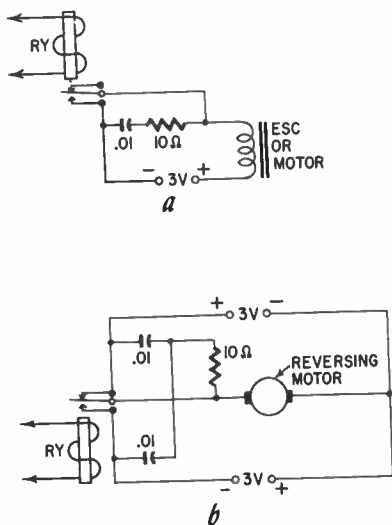 RY
ESC
OR
MOTOR
.01
10Ω
− 3V +
a
+ 3V −
.01
10Ω
REVERSING
MOTOR
RY
.01
− 3V +
b